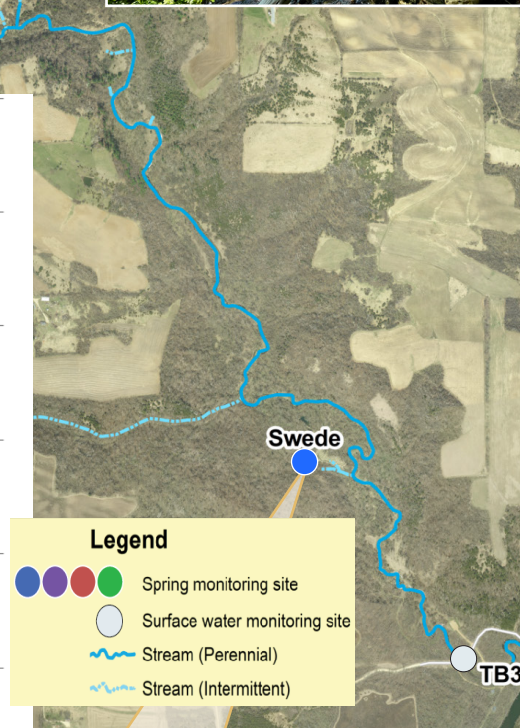 Swede
Legend
Spring monitoring site
Surface water monitoring site
Stream (Perennial)
Stream (Intermittent)
TB3